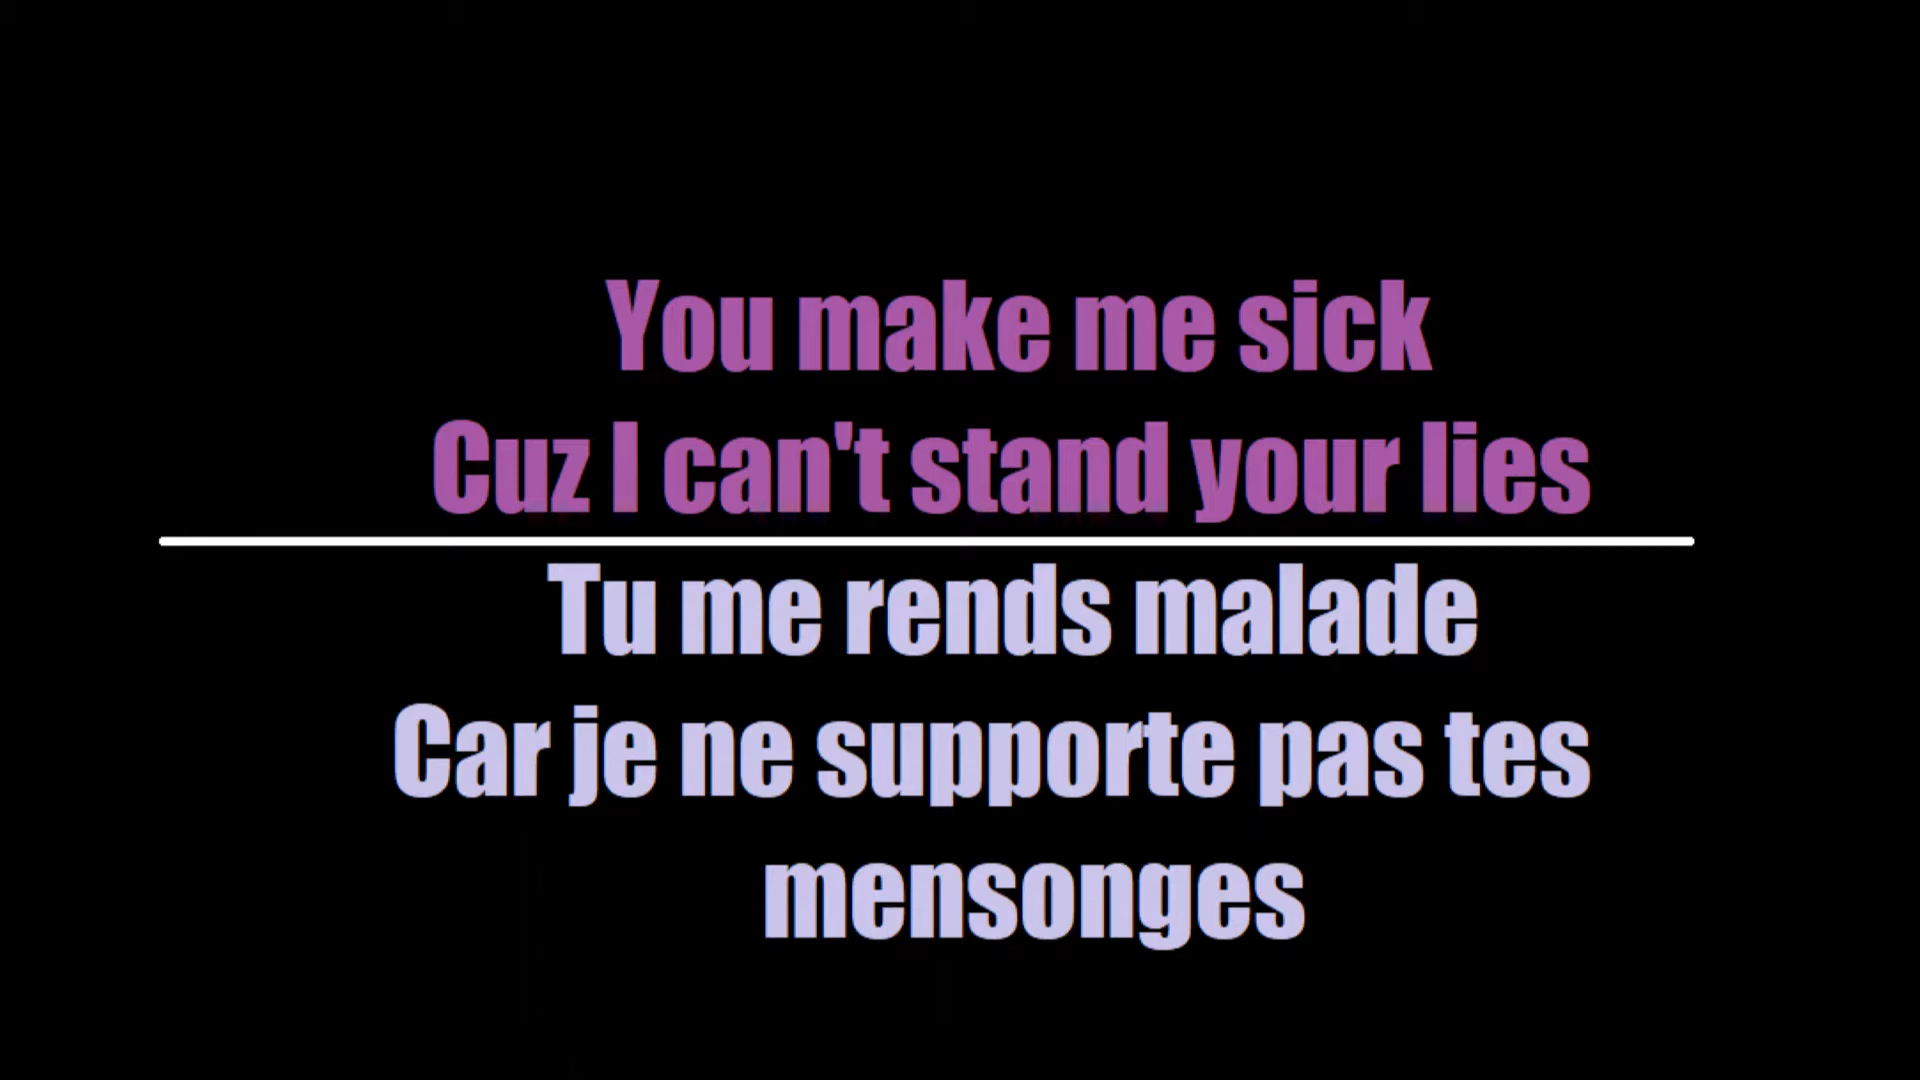 You make me sick
Cuz I can't stand your lies
Tu me rends malade
Car je ne supporte pas tes
mensonges